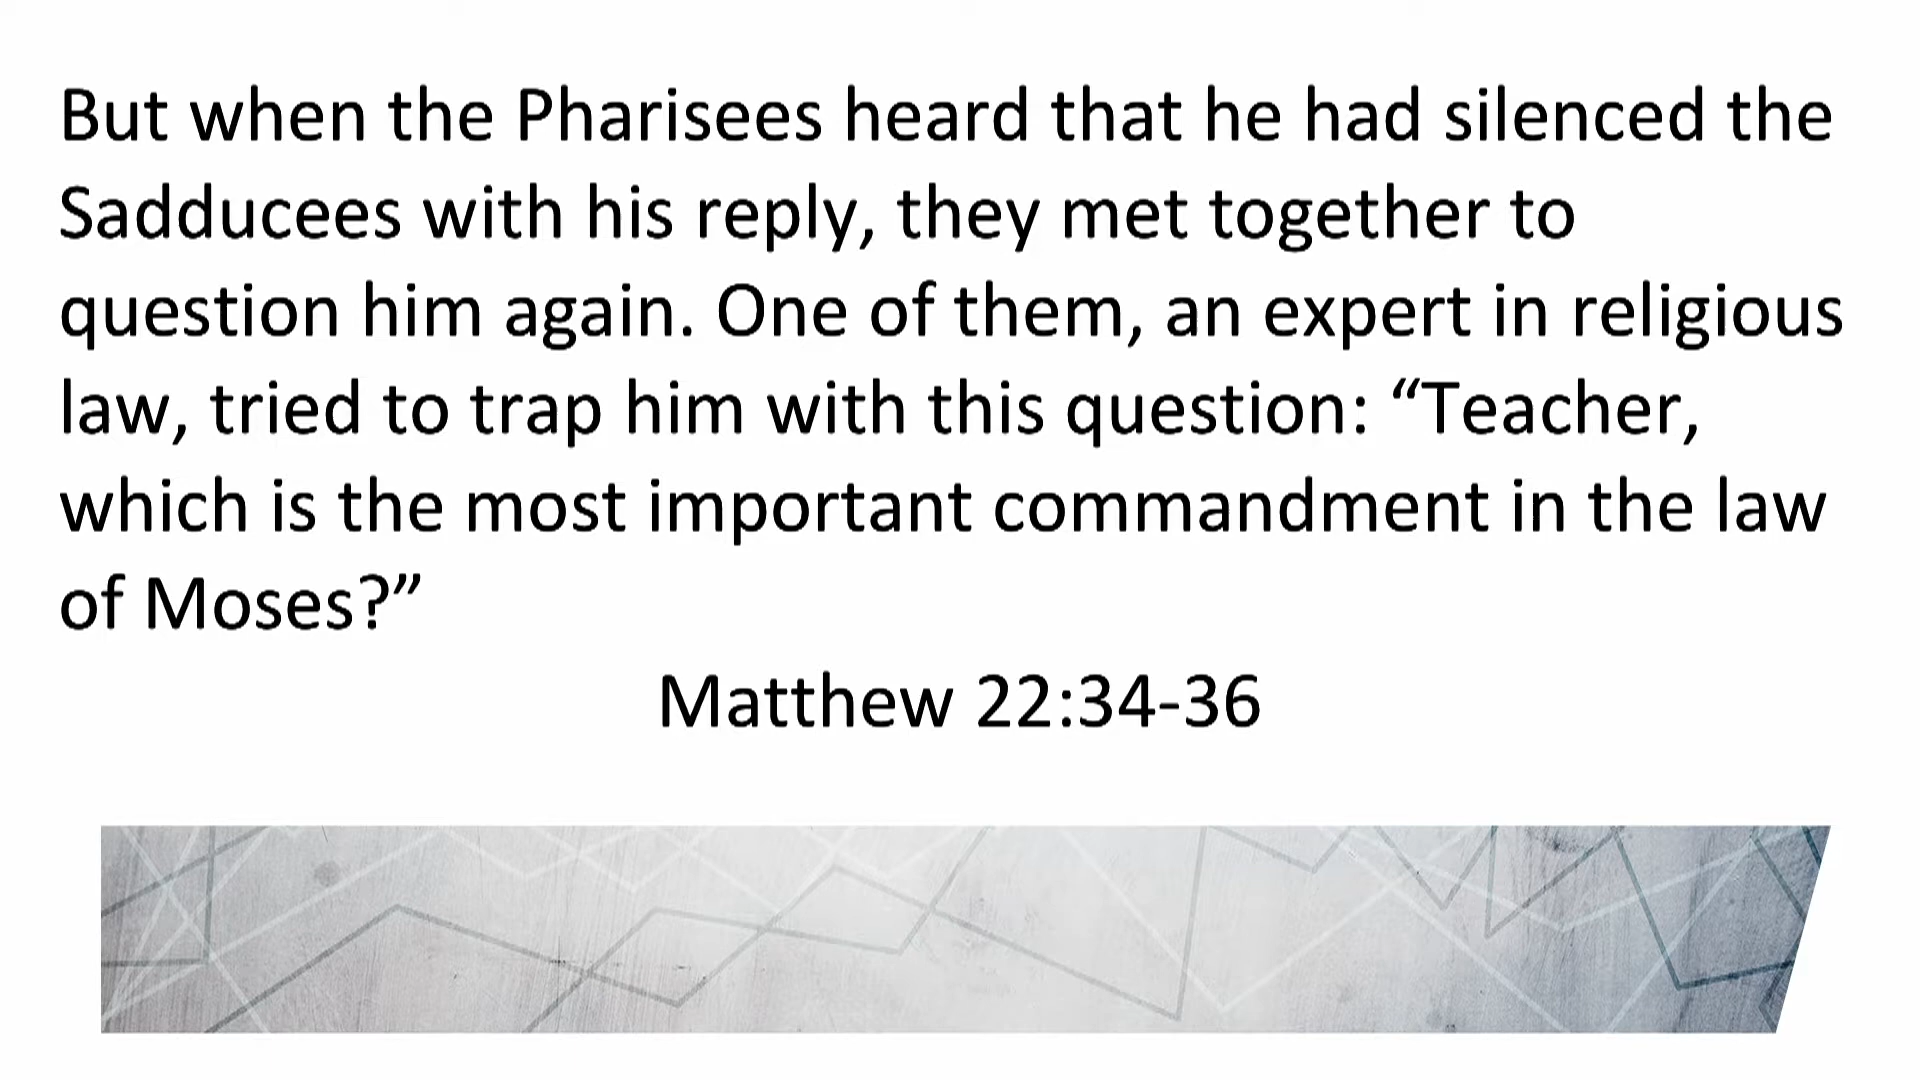 But when the Pharisees heard that he had silenced the
Sadducees with his reply, they met together to
question him again. One of them, an expert in religious
law, tried to trap him with this question: “Teacher,
which is the most important commandment in the law
of Moses?”
Matthew 22:34-36